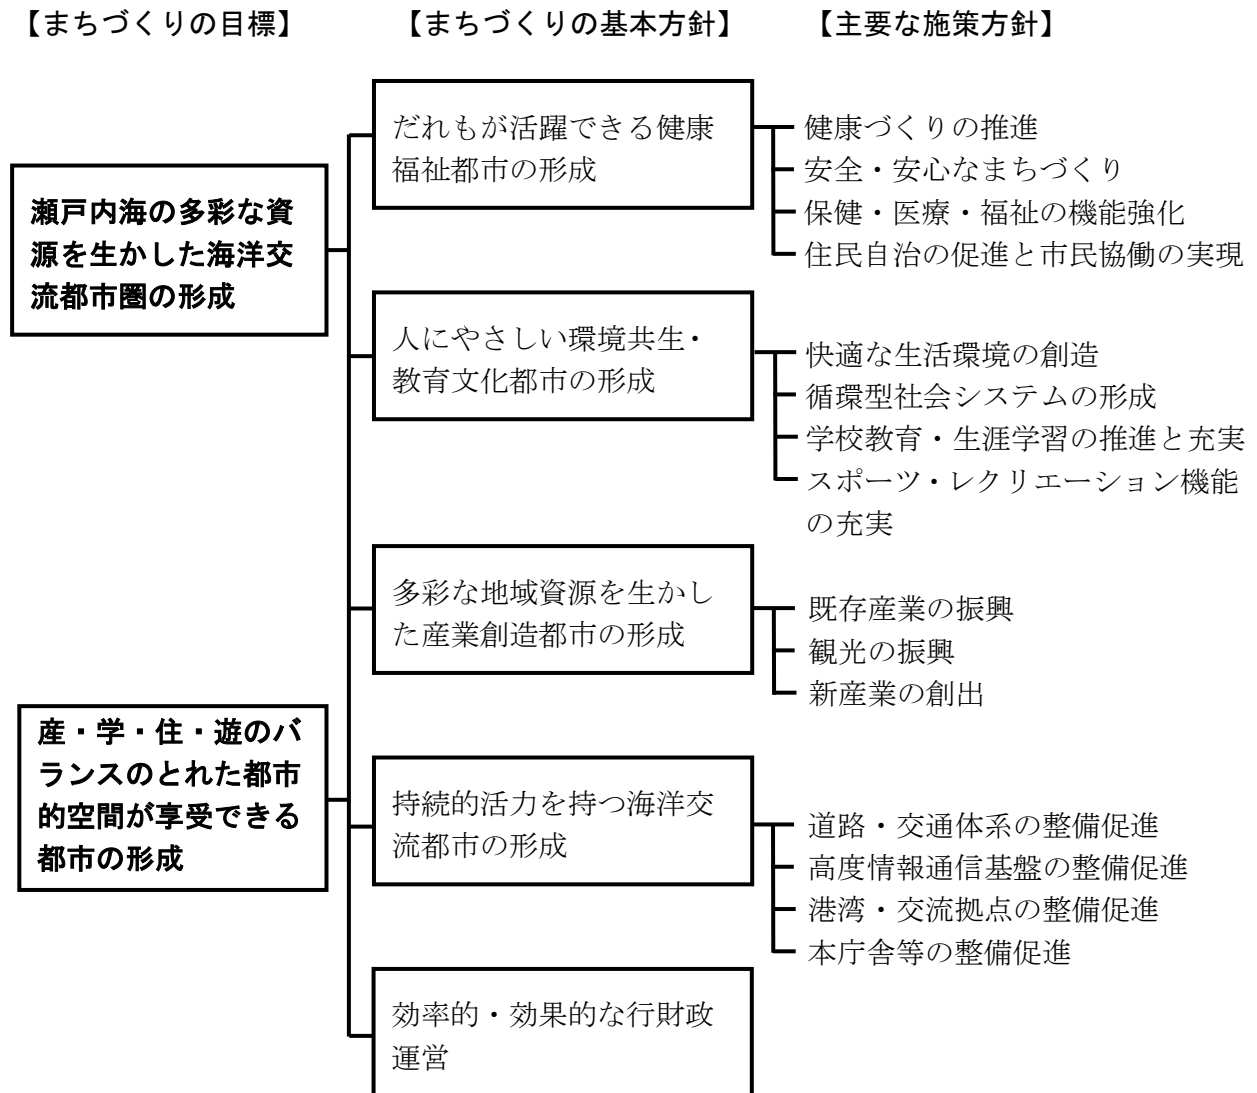 【まちづくりの目標】
【まちづくりの基本方針】
【主要な施策方針】
瀬戸内海の多彩な資
源を生かした海洋交
流都市圏の形成
産・学・住・遊のバ
ランスのとれた都市
的空間が享受できる
都市の形成
だれもが活躍できる健康
福祉都市の形成
健康づくりの推進
安全・安心なまちづくり
保健・医療・福祉の機能強化
住民自治の促進と市民協働の実現
人にやさしい環境共生・
教育文化都市の形成
快適な生活環境の創造
循環型社会システムの形成
学校教育・生涯学習の推進と充実
スポーツ・レクリエーション機能
の充実
多彩な地域資源を生かし
た産業創造都市の形成
既存産業の振興
観光の振興
新産業の創出
持続的活力を持つ海洋交
流都市の形成
道路・交通体系の整備促進
高度情報通信基盤の整備促進
港湾・交流拠点の整備促進
本庁舎等の整備促進
効率的・効果的な行財政
運営